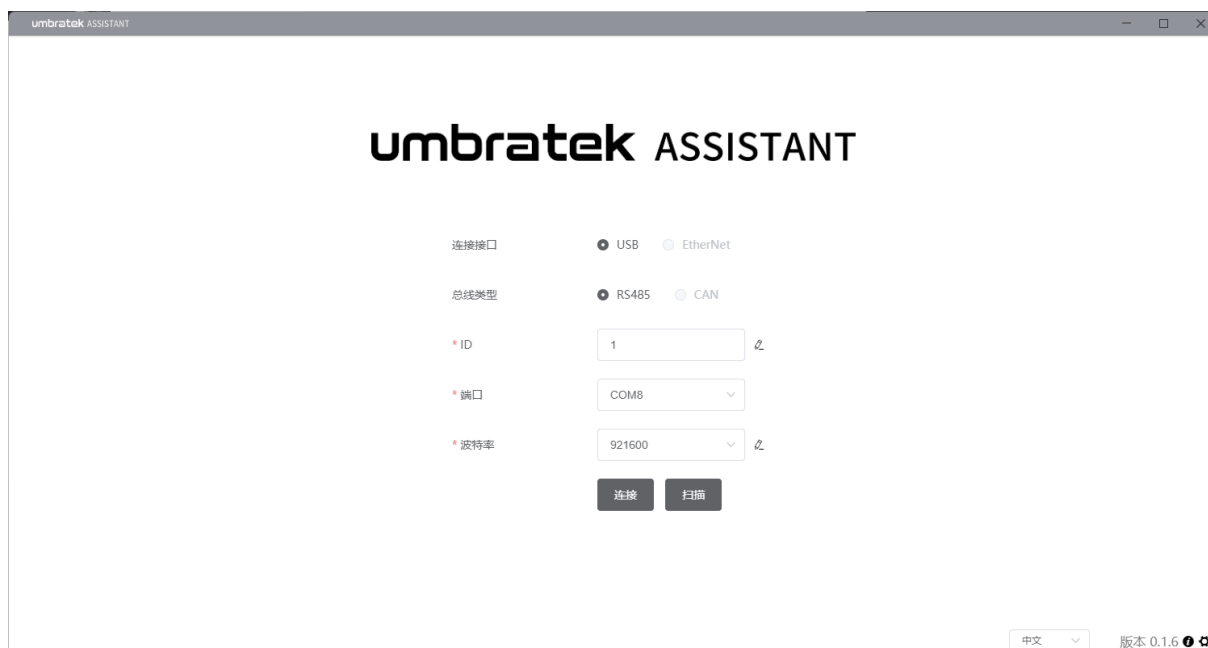 umbratek ASSISTANT
umbratek ASSISTANT
连接接口 USB EtherNet
总线类型 RS485 CAN
* ID 1
* 端口 COM8
* 波特率 921600
连接 扫描
中文 版本 0.1.6